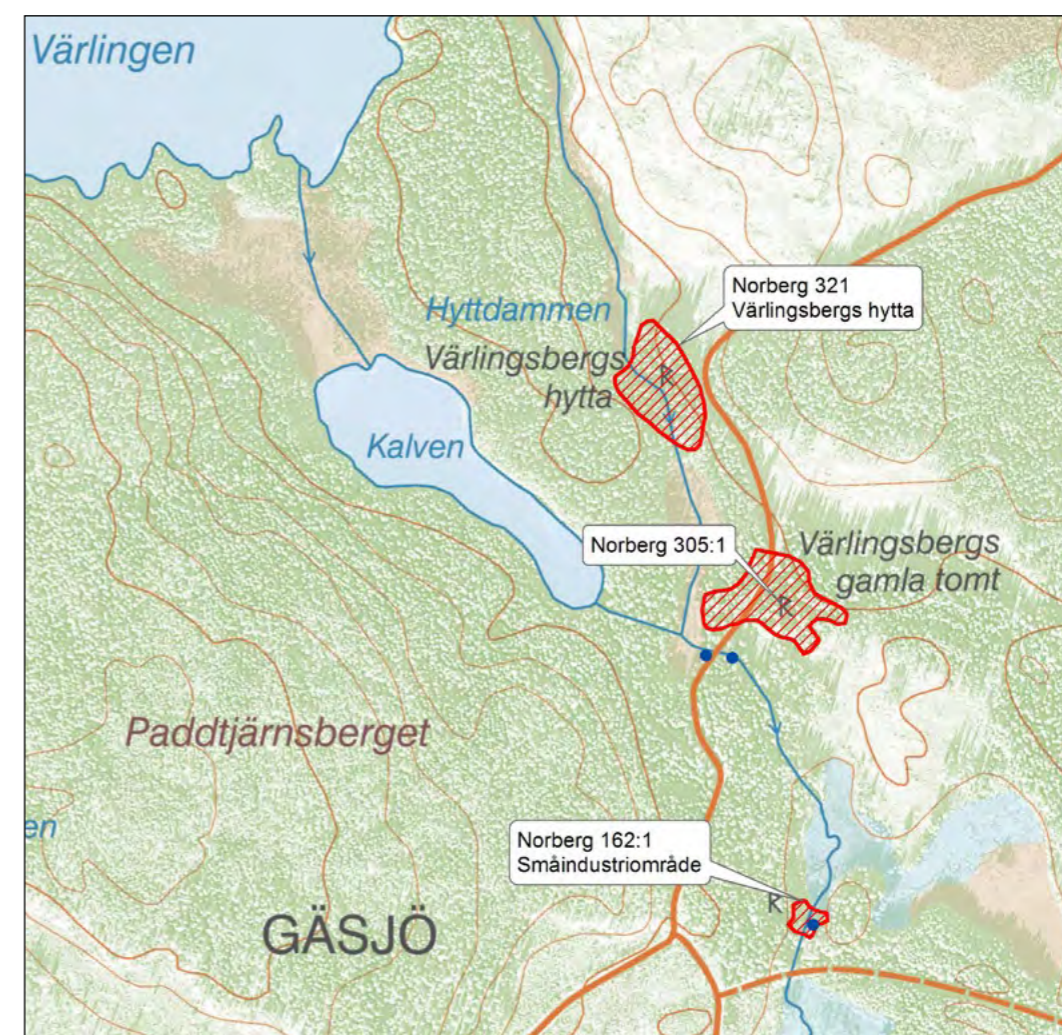 Värlingen
Norberg 321
Värlingsbergs hytta
Hyttdammen
Värlingsbergs
hytta
R
Kalven
Norberg 305:1
Värlingsbergs
gamla tomt
R
Paddtjärnsberget
en
Norberg 162:1
Småindustriområde
R
GÄSJÖ